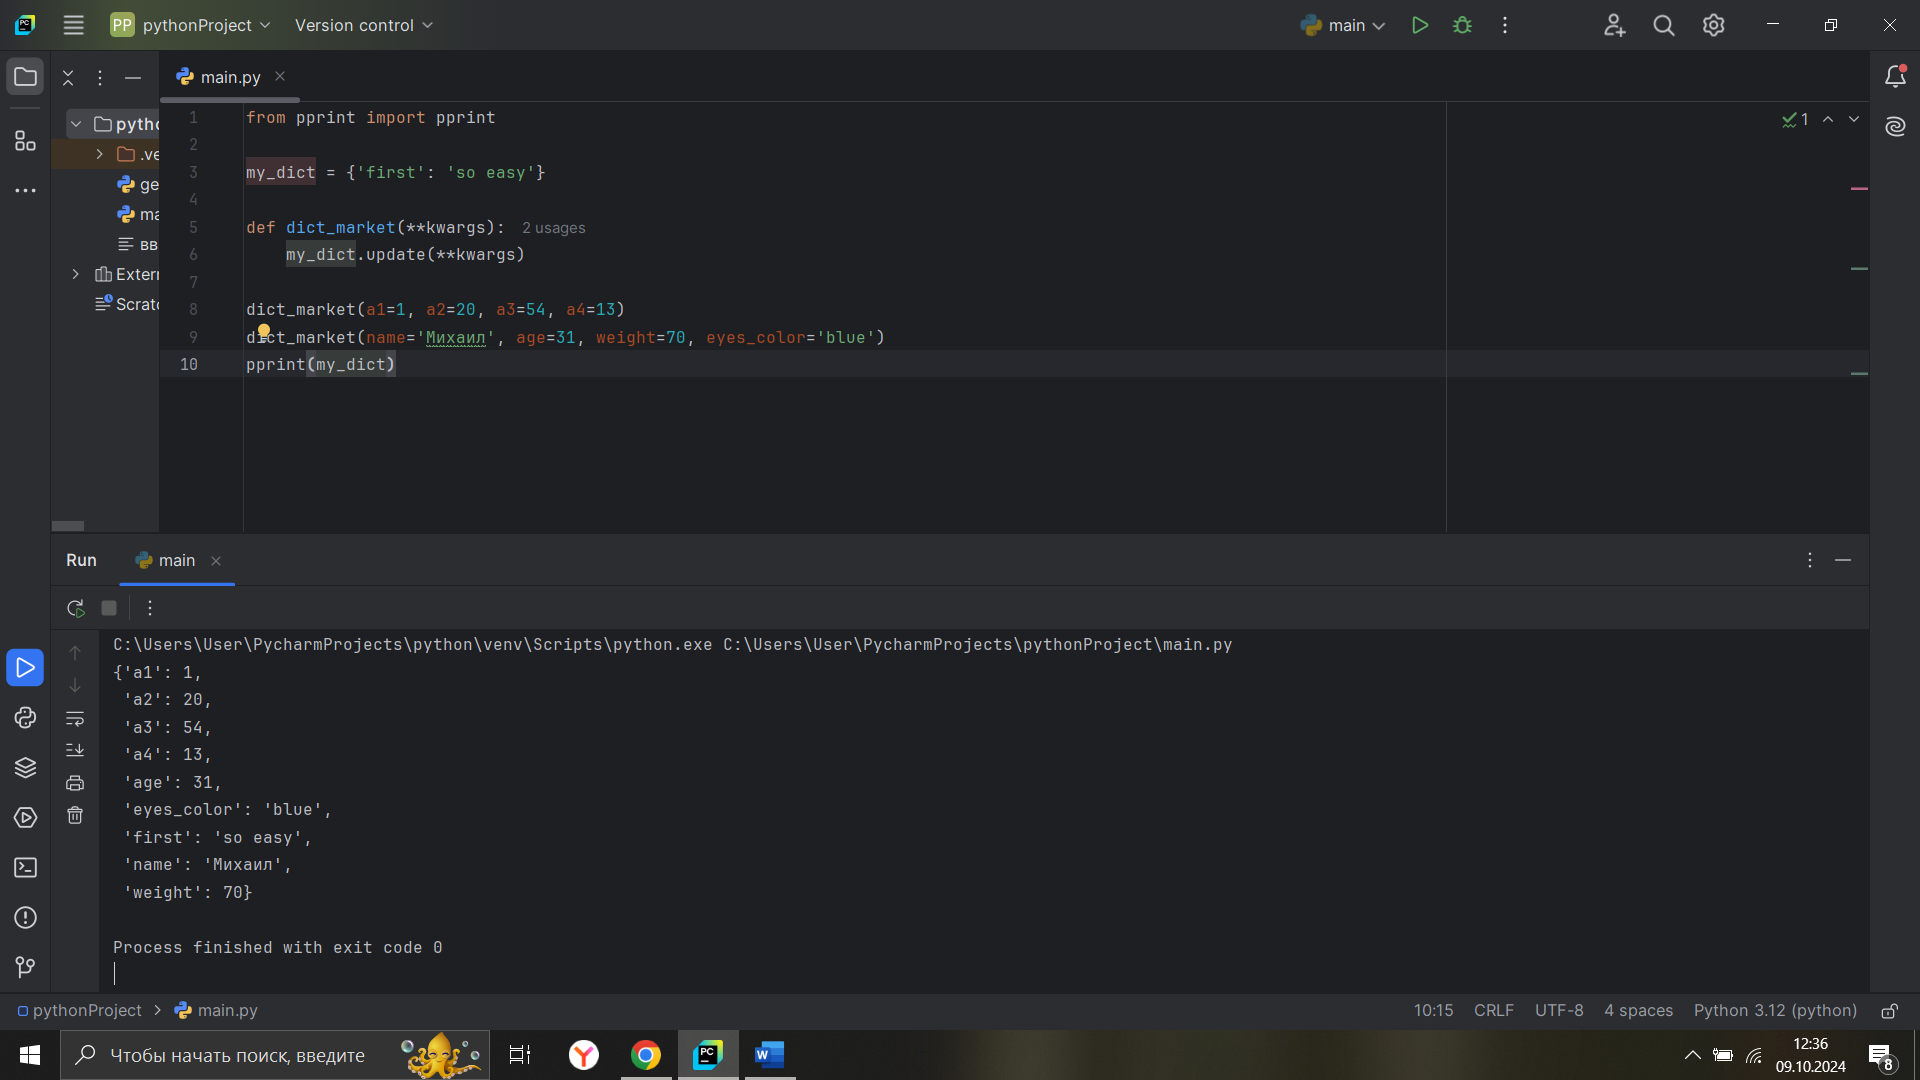 PP pythonProject Version control main
main.py
pytho
.ve
ge
ma
вв
Extern
Scratc
1 from pprint import pprint
2
3 my_dict = {'first': 'so easy'}
4
5 def dict_market(**kwargs): 2 usages
6 my_dict.update(**kwargs)
7
8 dict_market(a1=1, a2=20, a3=54, a4=13)
9 dict_market(name='Михаил', age=31, weight=70, eyes_color='blue')
10 pprint(my_dict)
1
Run main
C:\Users\User\PycharmProjects\python\venv\Scripts\python.exe C:\Users\User\PycharmProjects\pythonProject\main.py
{'a1': 1,
'a2': 20,
'a3': 54,
'a4': 13,
'age': 31,
'eyes_color': 'blue',
'first': 'so easy',
'name': 'Михаил',
'weight': 70}
Process finished with exit code 0
pythonProject > main.py 10:15 CRLF UTF-8 4 spaces Python 3.12 (python)
Чтобы начать поиск, введите
12:36
09.10.2024
8